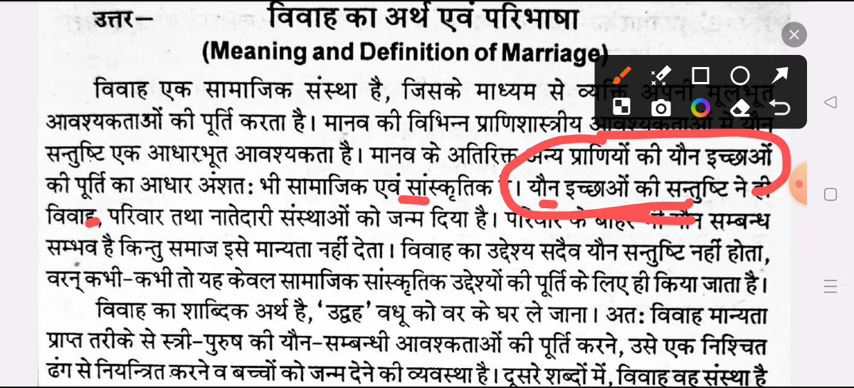 उत्तर– विवाह का अर्थ एवं परिभाषा
(Meaning and Definition of Marriage)
विवाह एक सामाजिक संस्था है, जिसके माध्यम से व्यक्ति अपनी मूलभूत
आवश्यकताओं की पूर्ति करता है। मानव की विभिन्न प्राणिशास्त्रीय आवश्यकताओं में यौन
सन्तुष्टि एक आधारभूत आवश्यकता है। मानव के अतिरिक्त अन्य प्राणियों की यौन इच्छाओं
की पूर्ति का आधार अंशत: भी सामाजिक एवं सांस्कृतिक । यौन इच्छाओं की सन्तुष्टि ने ही
विवाह, परिवार तथा नातेदारी संस्थाओं को जन्म दिया है। परिवार के बाहर भी यौन सम्बन्ध
सम्भव है किन्तु समाज इसे मान्यता नहीं देता। विवाह का उद्देश्य सदैव यौन सन्तुष्टि नहीं होता,
वरन् कभी-कभी तो यह केवल सामाजिक सांस्कृतिक उद्देश्यों की पूर्ति के लिए ही किया जाता है।
विवाह का शाब्दिक अर्थ है, ‘उद्वह’ वधू को वर के घर ले जाना। अत: विवाह मान्यता
प्राप्त तरीके से स्त्री-पुरुष की यौन-सम्बन्धी आवश्कताओं की पूर्ति करने, उसे एक निश्चित
ढंग से नियन्त्रित करने व बच्चों को जन्म देने की व्यवस्था है। दूसरे शब्दों में, विवाह वह संस्था है